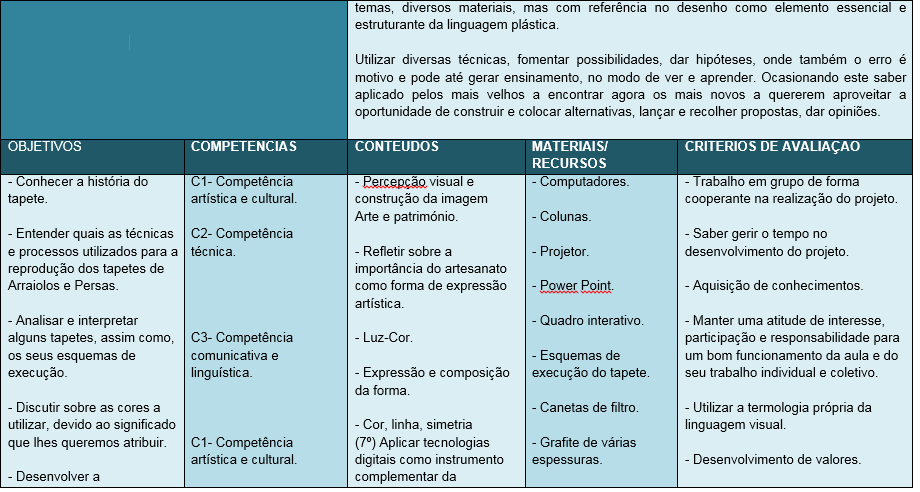 temas, diversos materiais, mas com referência no desenho como elemento essencial e
estruturante da linguagem plástica.
Utilizar diversas técnicas, fomentar possibilidades, dar hipóteses, onde também o erro é
motivo e pode até gerar ensinamento, no modo de ver e aprender. Ocasionando este saber
aplicado pelos mais velhos a encontrar agora os mais novos a quererem aproveitar a
oportunidade de construir e colocar alternativas, lançar e recolher propostas, dar opiniões.
OBJETIVOS
COMPETENCIAS
CONTEUDOS
MATERIAIS/
RECURSOS
CRITERIOS DE AVALIAÇAO
- Conhecer a história do
tapete.
- Entender quais as técnicas
e processos utilizados para a
reprodução dos tapetes de
Arraiolos e Persas.
- Analisar e interpretar
alguns tapetes, assim como,
os seus esquemas de
execução.
- Discutir sobre as cores a
utilizar, devido ao significado
que lhes queremos atribuir.
- Desenvolver a
C1- Competência
artística e cultural.
C2- Competência
técnica.
C3- Competência
comunicativa e
linguística.
C1- Competência
artística e cultural.
- Percepção visual e
construção da imagem
Arte e património.
- Refletir sobre a
importância do artesanato
como forma de expressão
artística.
- Luz-Cor.
- Expressão e composição
da forma.
- Cor, linha, simetria
(7º) Aplicar tecnologias
digitais como instrumento
complementar da
- Computadores.
- Colunas.
- Projetor.
- Power Point.
- Quadro interativo.
- Esquemas de
execução do tapete.
- Canetas de filtro.
- Grafite de várias
espessuras.
- Trabalho em grupo de forma
cooperante na realização do projeto.
- Saber gerir o tempo no
desenvolvimento do projeto.
- Aquisição de conhecimentos.
- Manter uma atitude de interesse,
participação e responsabilidade para
um bom funcionamento da aula e do
seu trabalho individual e coletivo.
- Utilizar a termologia própria da
linguagem visual.
- Desenvolvimento de valores.